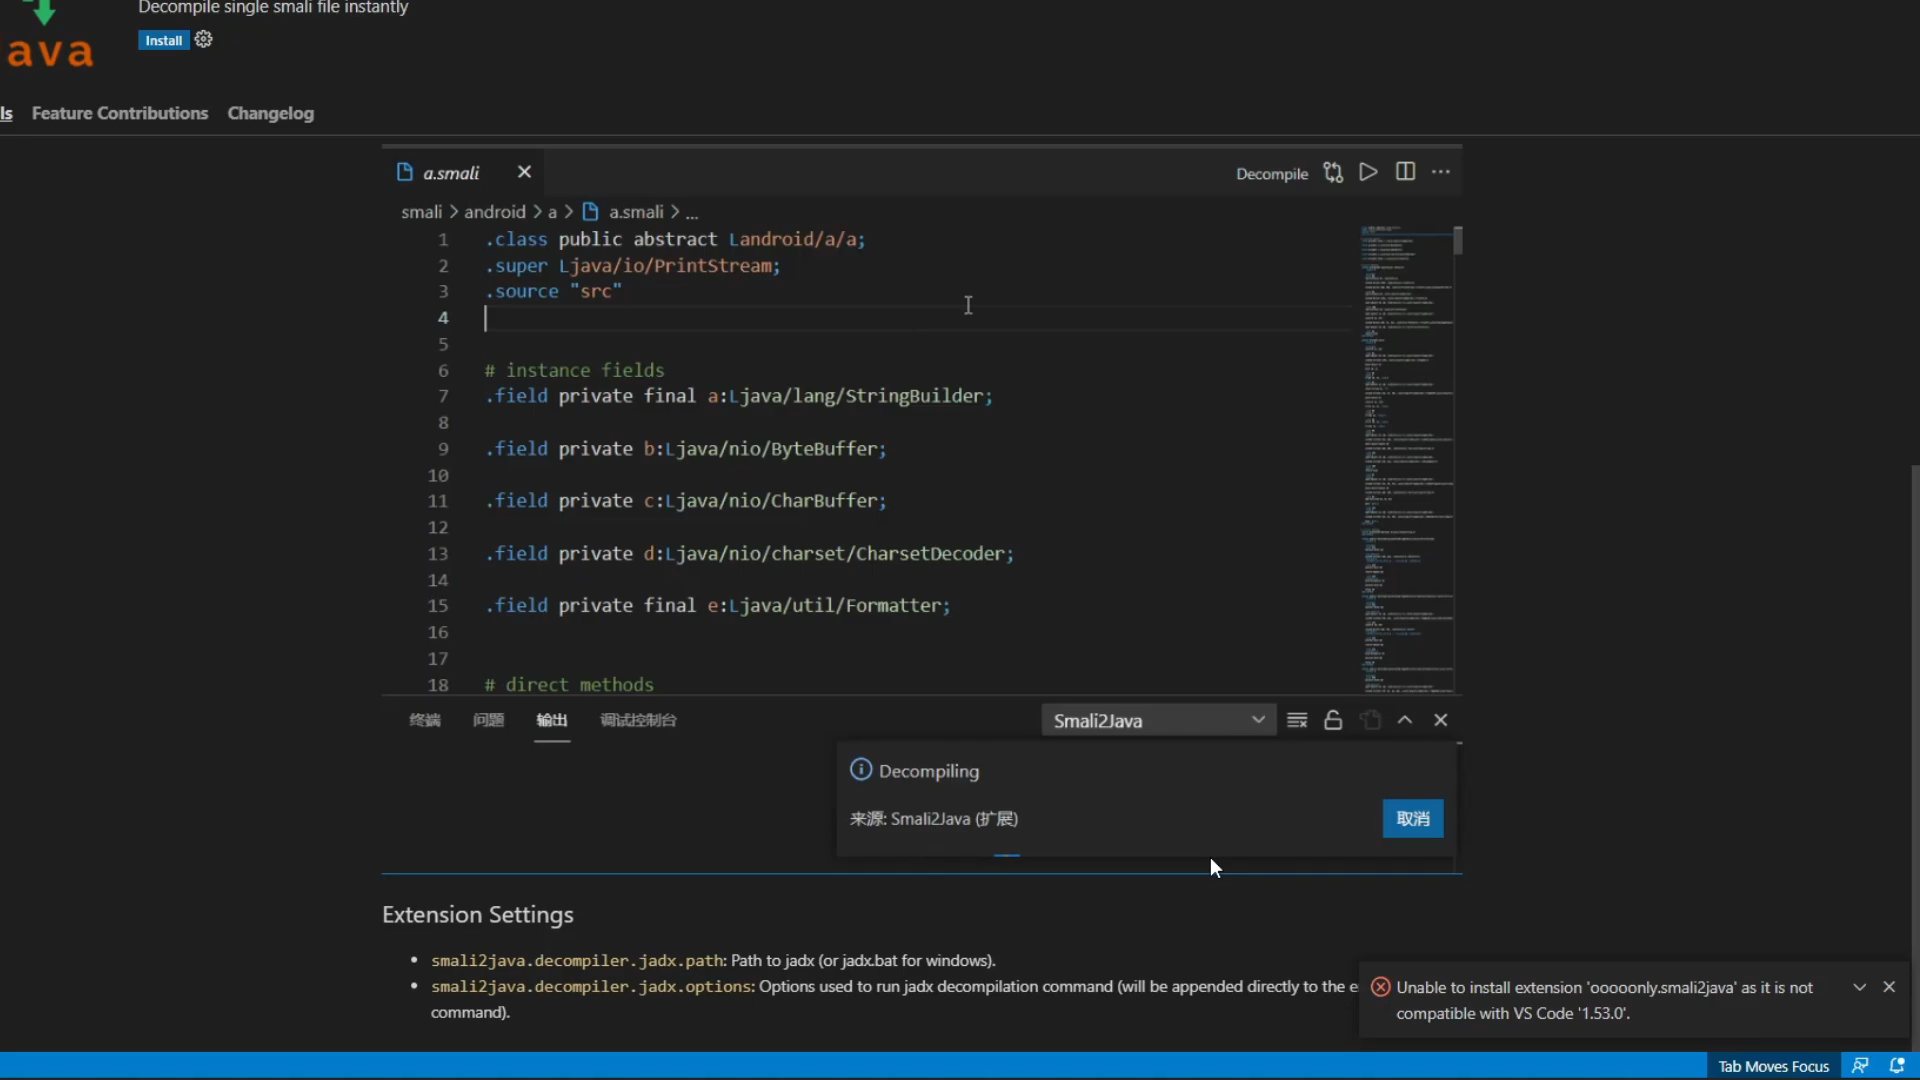 Decompile single smali file instantly
ava
Install
ls Feature Contributions Changelog
a.smali
Decompile
smali > android > a > a.smali > ...
1 .class public abstract Landroid/a/a;
2 .super Ljava/io/PrintStream;
3 .source "src"
4
5
6 # instance fields
7 .field private final a:Ljava/lang/StringBuilder;
8
9 .field private b:Ljava/nio/ByteBuffer;
10
11 .field private c:Ljava/nio/CharBuffer;
12
13 .field private d:Ljava/nio/charset/CharsetDecoder;
14
15 .field private final e:Ljava/util/Formatter;
16
17
18 # direct methods
终端 问题 输出 调试控制台
Smali2Java
Decompiling
来源: Smali2Java (扩展)
取消
Extension Settings
• smali2java.decompiler.jadx.path: Path to jadx (or jadx.bat for windows).
• smali2java.decompiler.jadx.options: Options used to run jadx decompilation command (will be appended directly to the e
command).
Unable to install extension 'ooooonly.smali2java' as it is not
compatible with VS Code '1.53.0'.
Tab Moves Focus